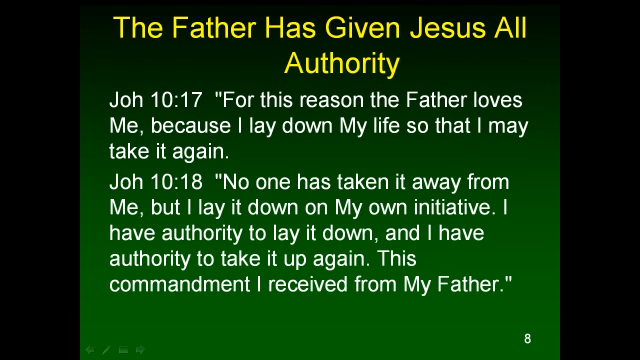 The Father Has Given Jesus All
Authority
Joh 10:17  "For this reason the Father loves
Me, because I lay down My life so that I may
take it again.
Joh 10:18  "No one has taken it away from
Me, but I lay it down on My own initiative. I
have authority to lay it down, and I have
authority to take it up again. This
commandment I received from My Father."
8